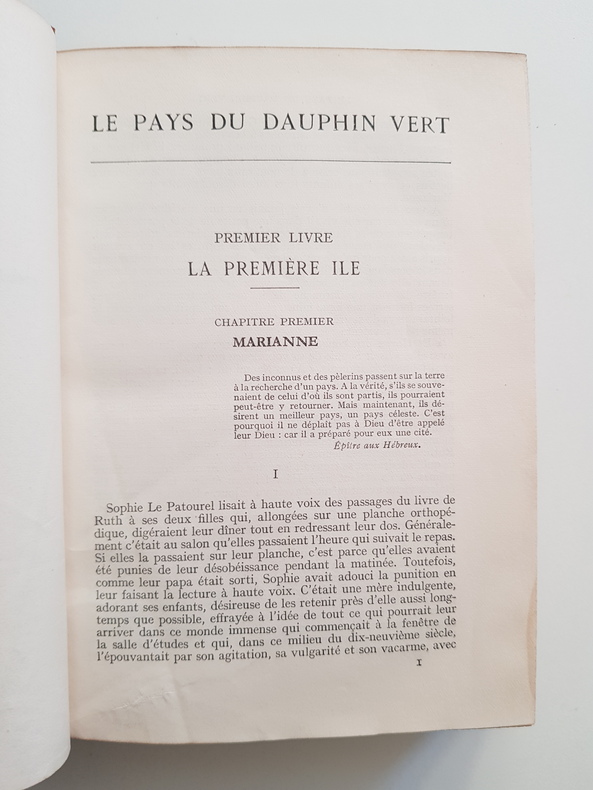 LE PAYS DU DAUPHIN VERT
PREMIER LIVRE
LA PREMIÈRE ILE
CHAPITRE PREMIER
MARIANNE
Des inconnus et des pèlerins passent sur la terre
à la recherche d'un pays. A la vérité, s'ils se souve-
naient de celui d'où ils sont partis, ils pourraient
peut-être y retourner. Mais maintenant, ils dé-
sirent un meilleur pays, un pays céleste. C'est
pourquoi il ne déplaît pas à Dieu d'être appelé
leur Dieu : car il a préparé pour eux une cité.
Épître aux Hébreux.
I
Sophie Le Patourel lisait à haute voix des passages du livre de
Ruth à ses deux filles qui, allongées sur une planche orthopé-
dique, digéraient leur dîner tout en redressant leur dos. Générale-
ment c'était au salon qu'elles passaient l'heure qui suivait le repas.
Si elles la passaient sur leur planche, c'est parce qu'elles avaient
été punies de leur désobéissance pendant la matinée. Toutefois,
comme leur papa était sorti, Sophie avait adouci la punition en
leur faisant la lecture à haute voix. C'était une mère indulgente,
adorant ses enfants, désireuse de les retenir près d'elle aussi long-
temps que possible, effrayée à l'idée de tout ce qui pourrait leur
arriver dans ce monde immense qui commençait à la fenêtre de
la salle d'études et qui, dans ce milieu du dix-neuvième siècle,
l'épouvantait par son agitation, sa vulgarité et son vacarme, avec
1